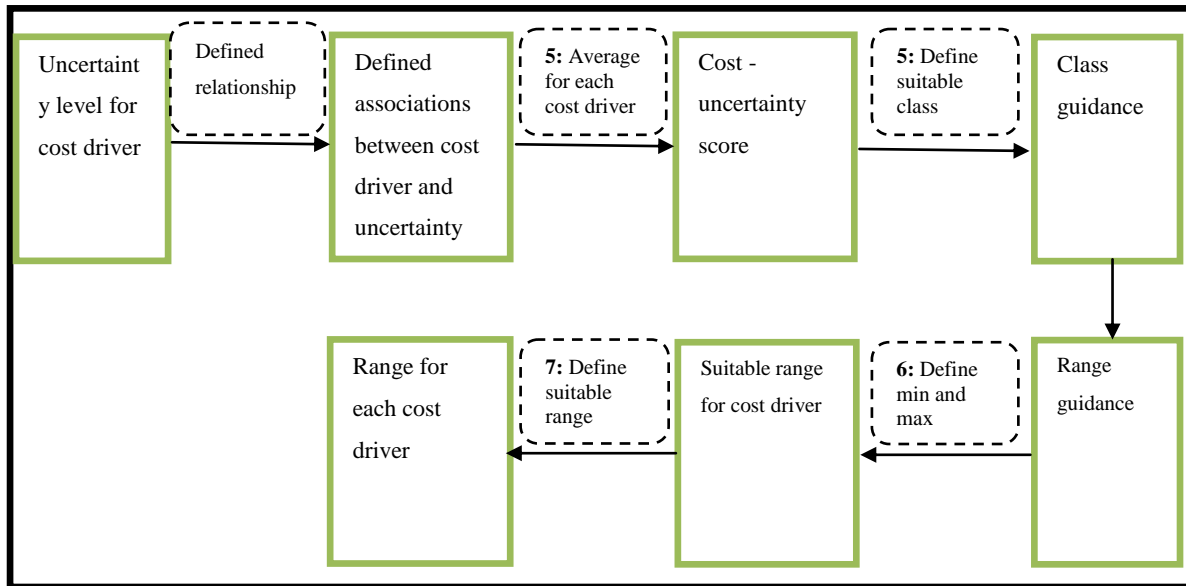 Uncertaint
y level for
cost driver
Defined
relationship
Defined
associations
between cost
driver and
uncertainty
5: Average
for each
cost driver
Cost -
uncertainty
score
5: Define
suitable
class
Class
guidance
Range for
each cost
driver
7: Define
suitable
range
Suitable range
for cost driver
6: Define
min and
max
Range
guidance